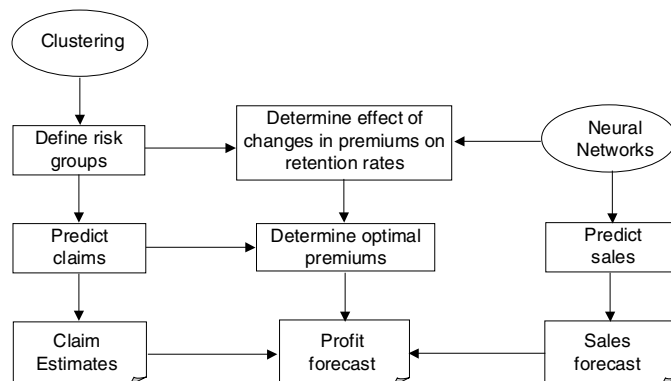 Clustering
Define risk
groups
Determine effect of
changes in premiums on
retention rates
Neural
Networks
Predict
claims
Determine optimal
premiums
Predict
sales
Claim
Estimates
Profit
forecast
Sales
forecast